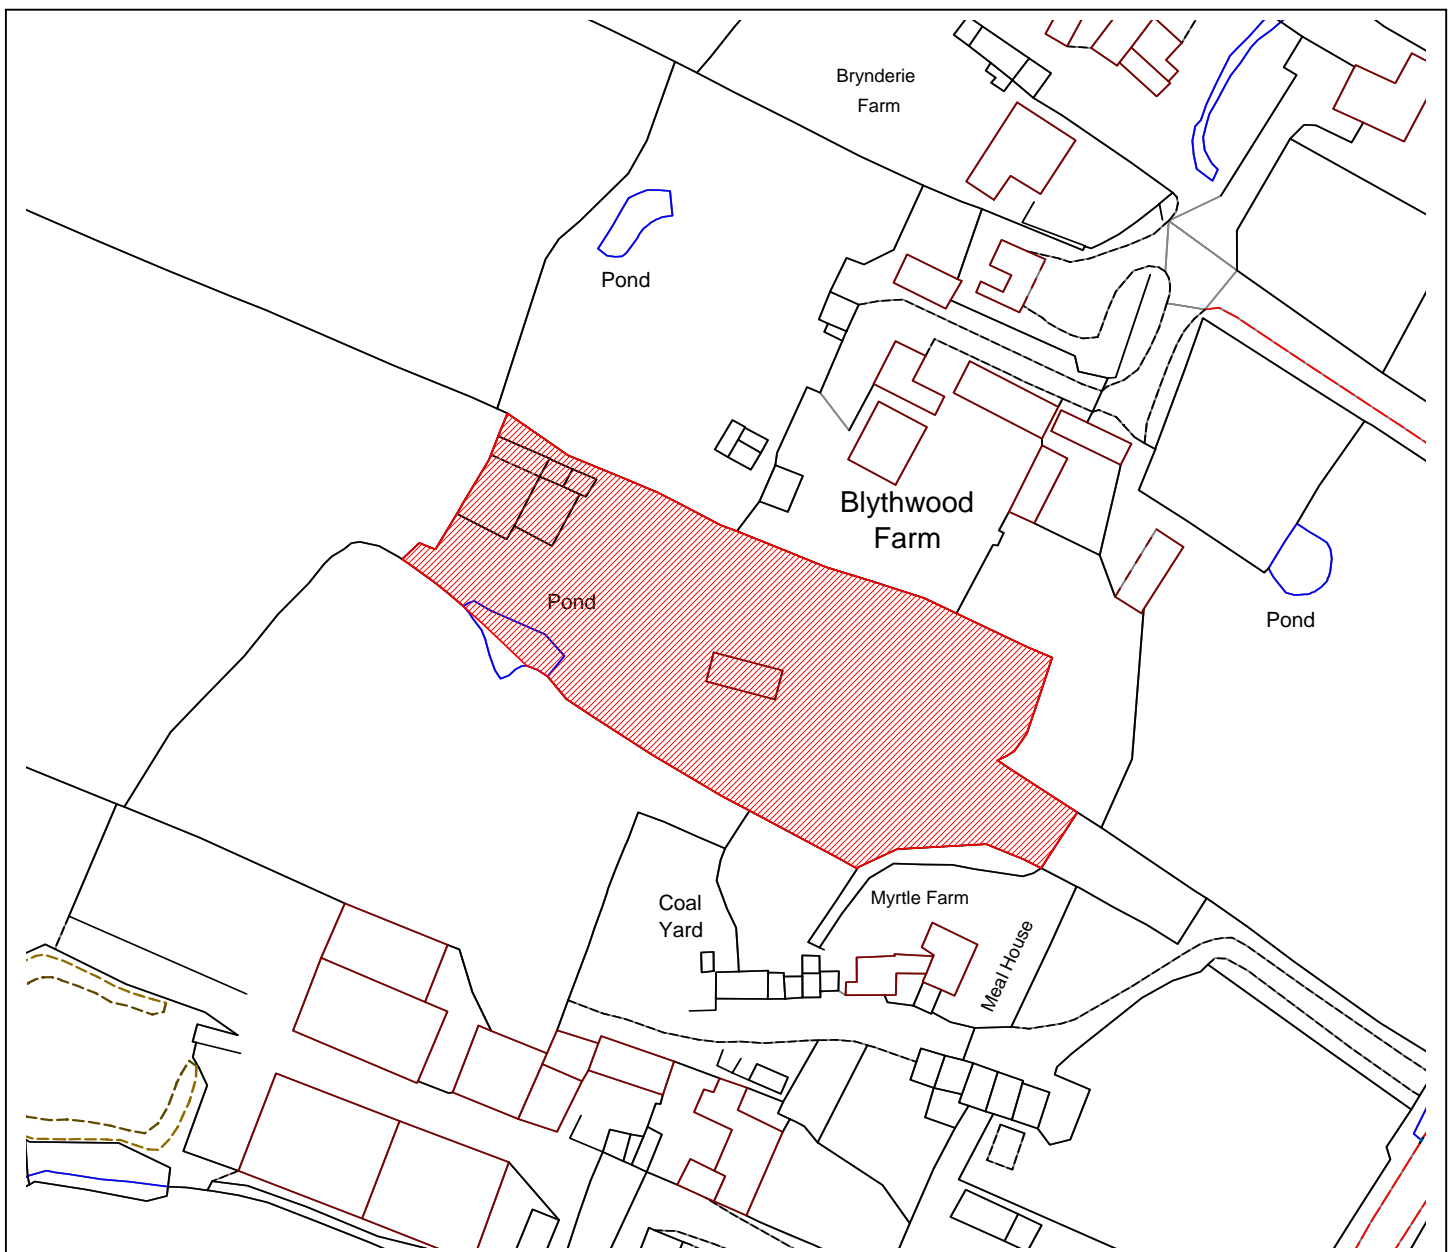 Brynderie
Farm
Pond
Blythwood
Farm
Pond
Pond
Myrtle Farm
Coal
Yard
Meal House